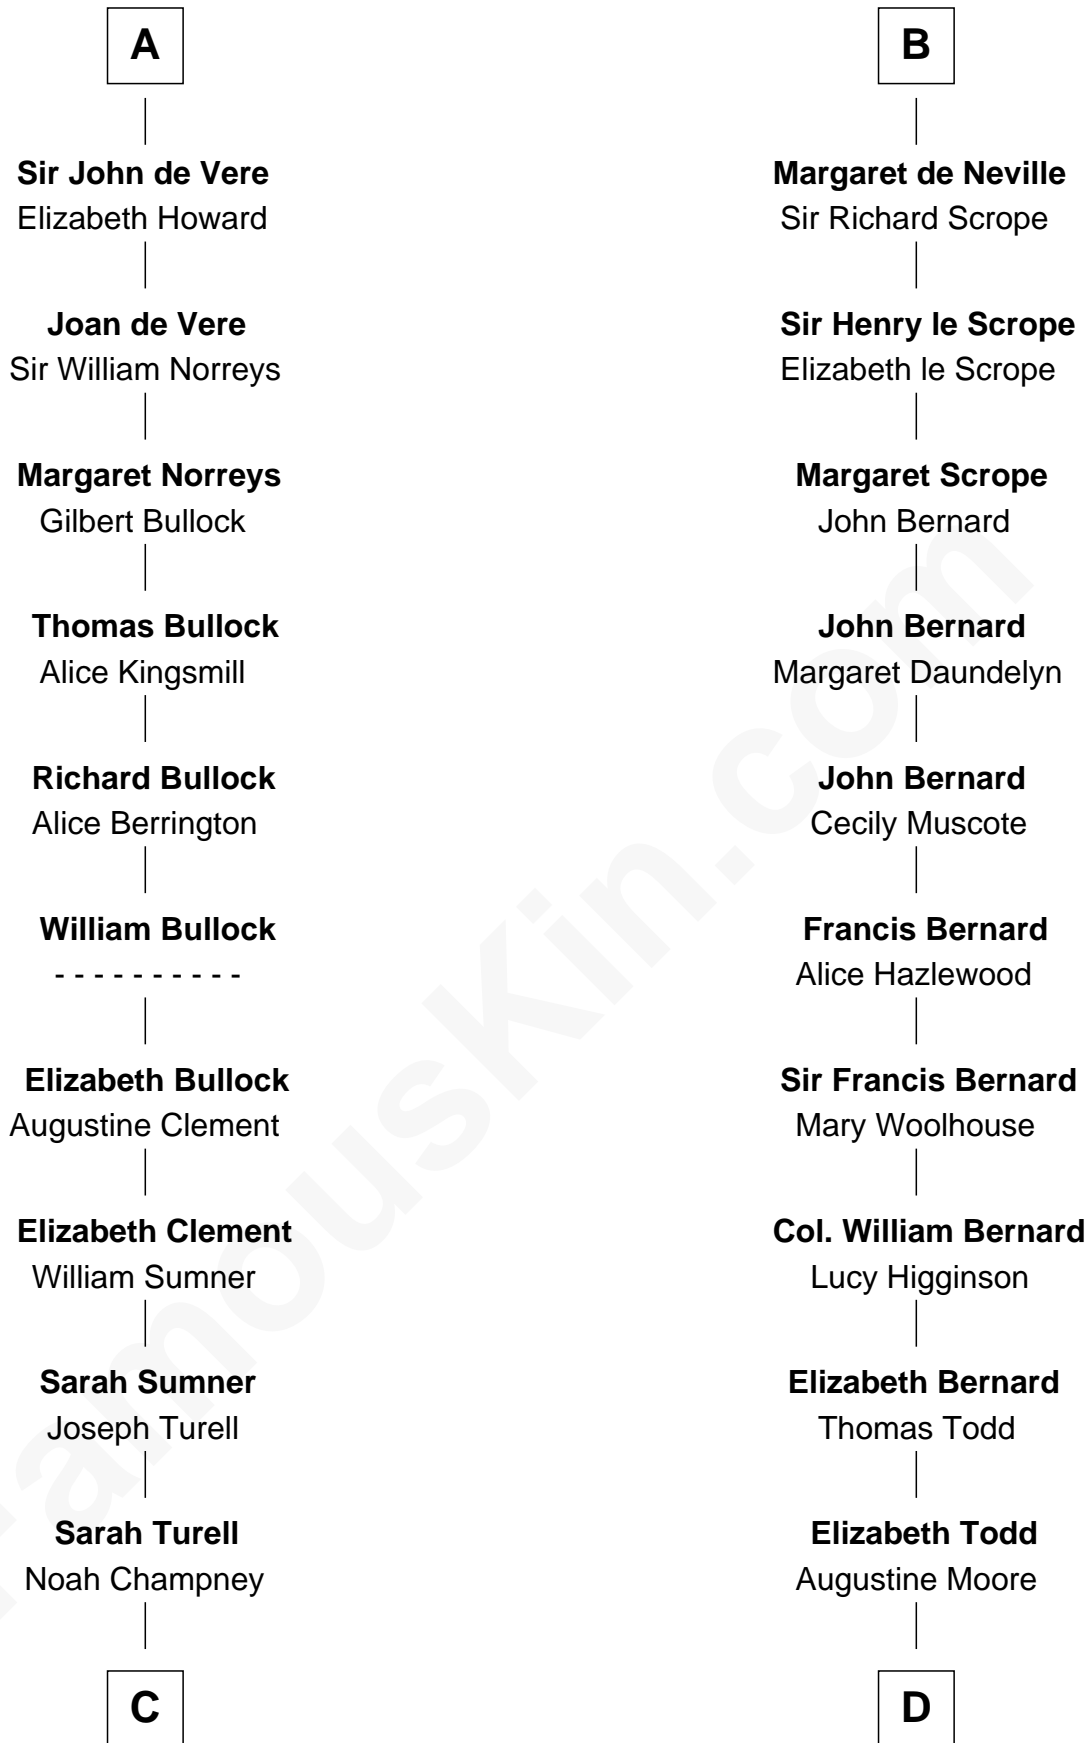 A
Sir John de Vere
Elizabeth Howard
Joan de Vere
Sir William Norreys
Margaret Norreys
Gilbert Bullock
Thomas Bullock
Alice Kingsmill
Richard Bullock
Alice Berrington
William Bullock
- - - - - - - - - -
Elizabeth Bullock
Augustine Clement
Elizabeth Clement
William Sumner
Sarah Sumner
Joseph Turell
Sarah Turell
Noah Champney
C
B
Margaret de Neville
Sir Richard Scrope
Sir Henry le Scrope
Elizabeth le Scrope
Margaret Scrope
John Bernard
John Bernard
Margaret Daundelyn
John Bernard
Cecily Muscote
Francis Bernard
Alice Hazlewood
Sir Francis Bernard
Mary Woolhouse
Col. William Bernard
Lucy Higginson
Elizabeth Bernard
Thomas Todd
Elizabeth Todd
Augustine Moore
D
FamousKin.com